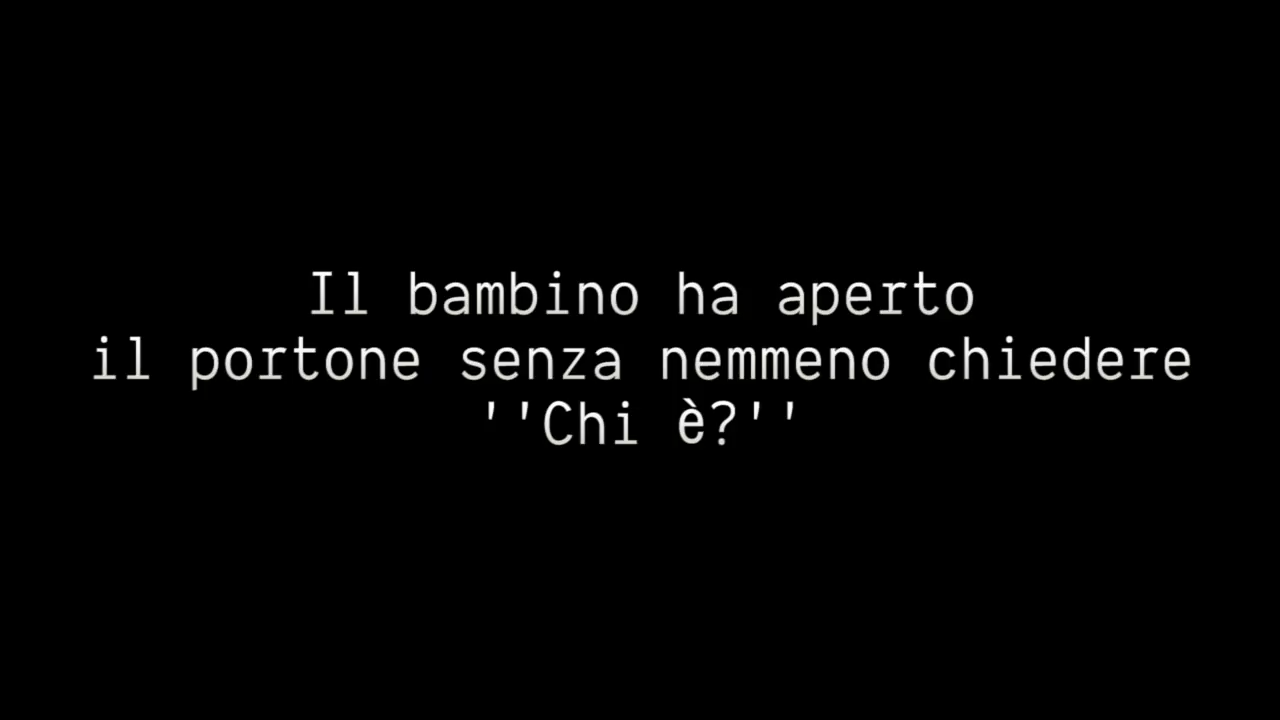 Il bambino ha aperto
il portone senza nemmeno chiedere
''Chi è?''